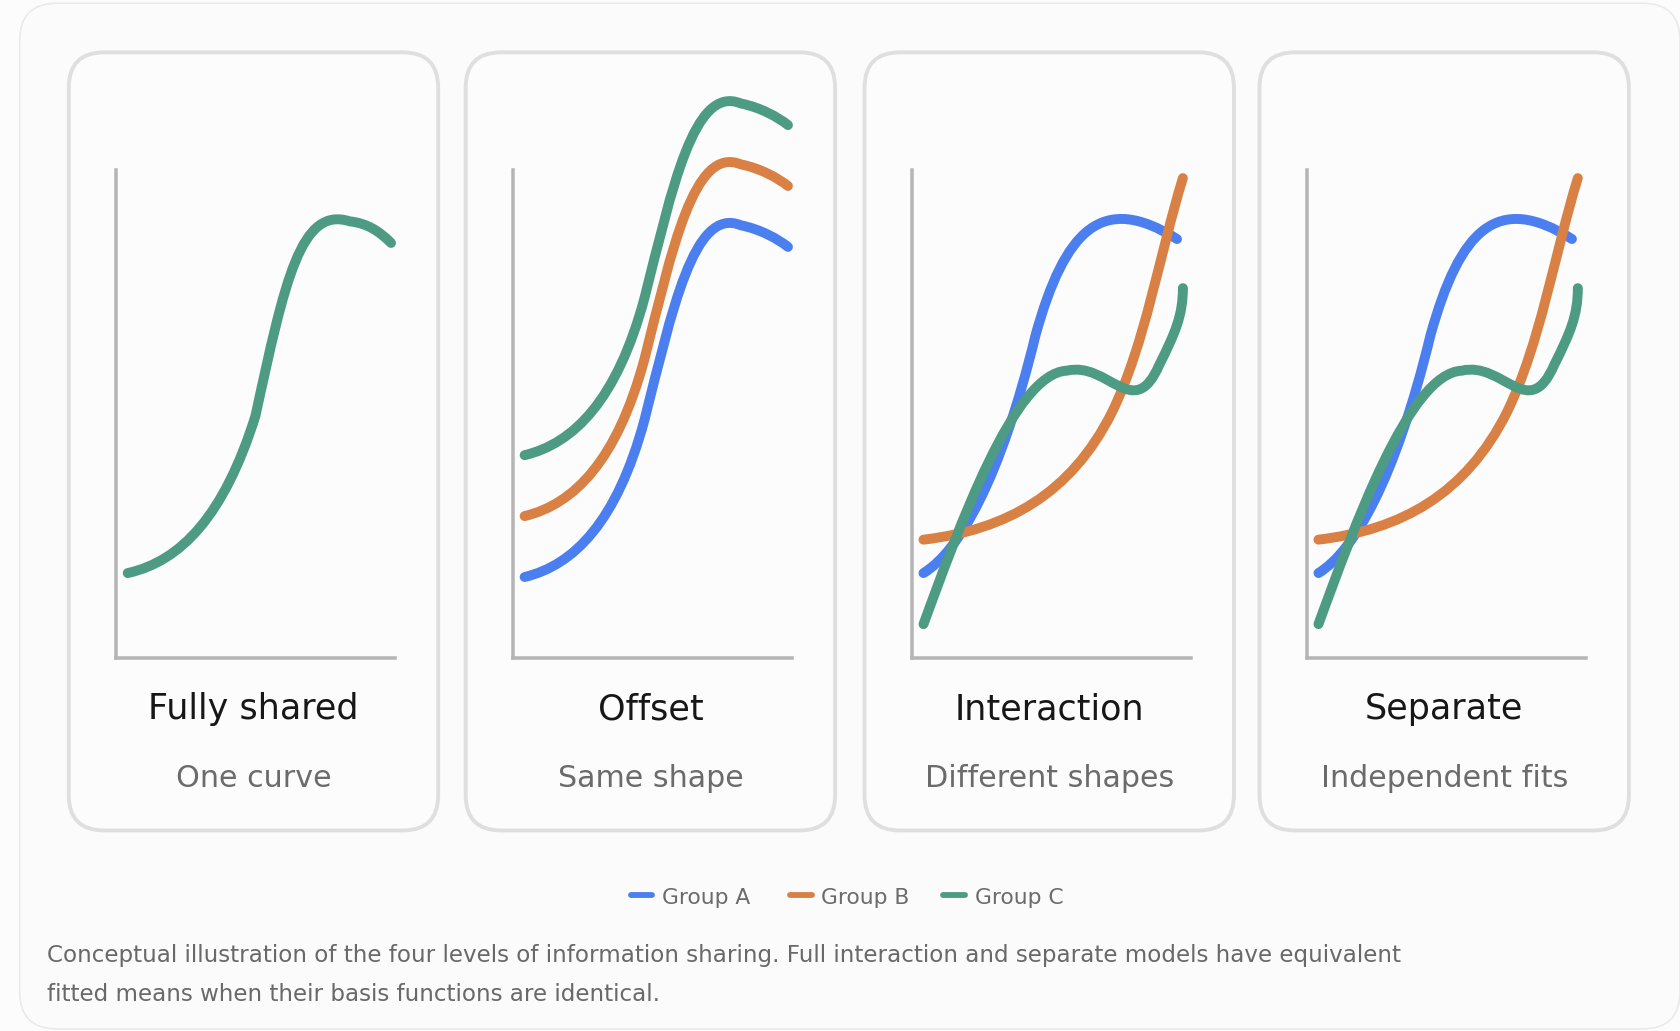 Fully shared
One curve
Offset
Same shape
Interaction
Different shapes
Separate
Independent fits
Group A
Group B
Group C
Conceptual illustration of the four levels of information sharing. Full interaction and separate models have equivalent
fitted means when their basis functions are identical.